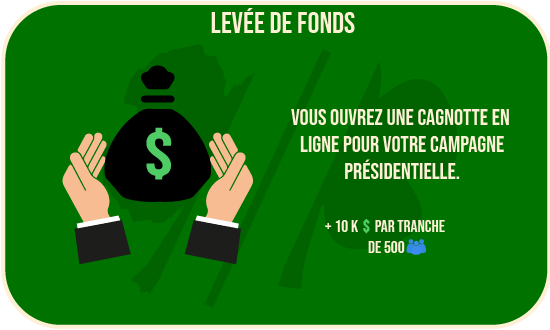 LEVÉE DE FONDS
$
VOUS OUVREZ UNE CAGNOTTE EN
LIGNE POUR VOTRE CAMPAGNE
PRÉSIDENTIELLE.
+ 10 K $ PAR TRANCHE
DE 500